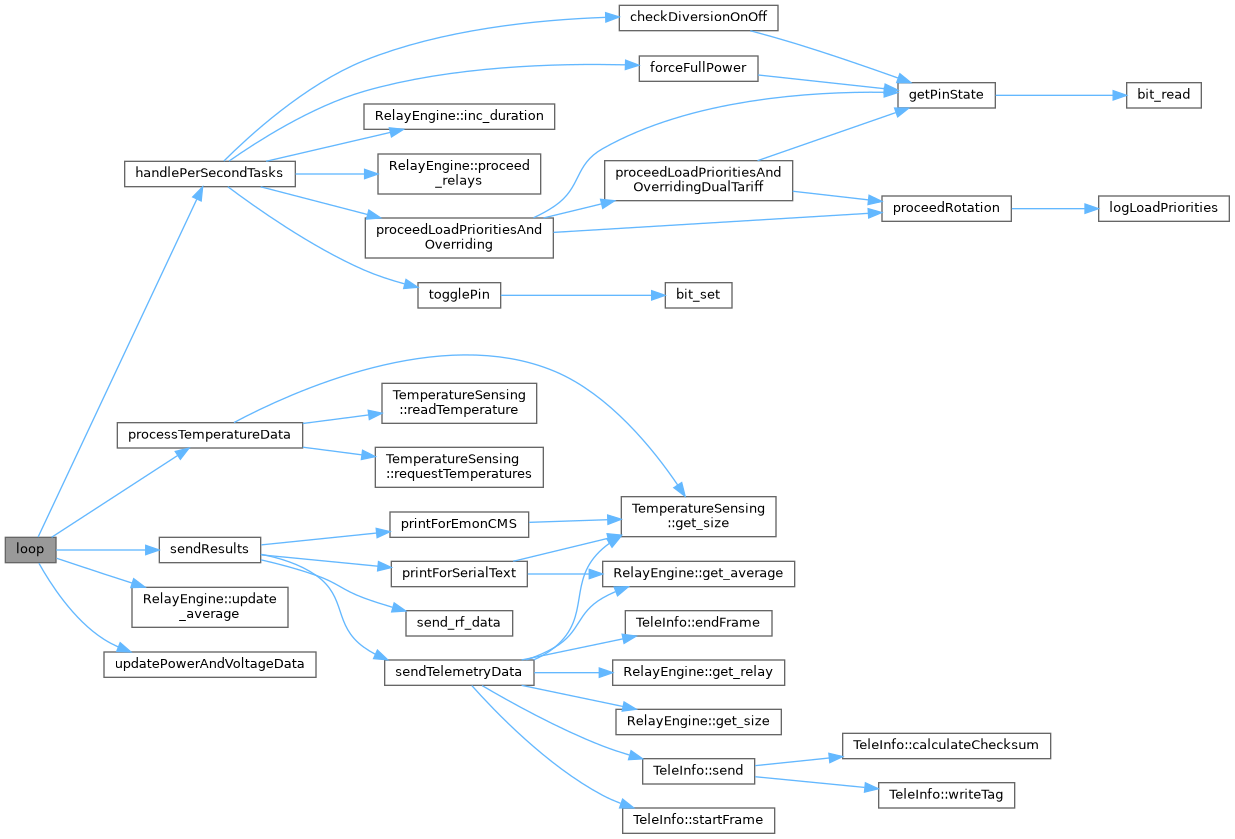 checkDiversionOnOff
forceFullPower
getPinState
bit_read
RelayEngine::inc_duration
handlePerSecondTasks
RelayEngine::proceed
_relays
proceedLoadPrioritiesAnd
OverridingDualTariff
proceedRotation
logLoadPriorities
proceedLoadPrioritiesAnd
Overriding
togglePin
bit_set
TemperatureSensing
::readTemperature
processTemperatureData
TemperatureSensing
::requestTemperatures
TemperatureSensing
::get_size
printForEmonCMS
loop
sendResults
printForSerialText
RelayEngine::get_average
RelayEngine::update
_average
send_rf_data
TeleInfo::endFrame
updatePowerAndVoltageData
sendTelemetryData
RelayEngine::get_relay
RelayEngine::get_size
TeleInfo::calculateChecksum
TeleInfo::send
TeleInfo::writeTag
TeleInfo::startFrame